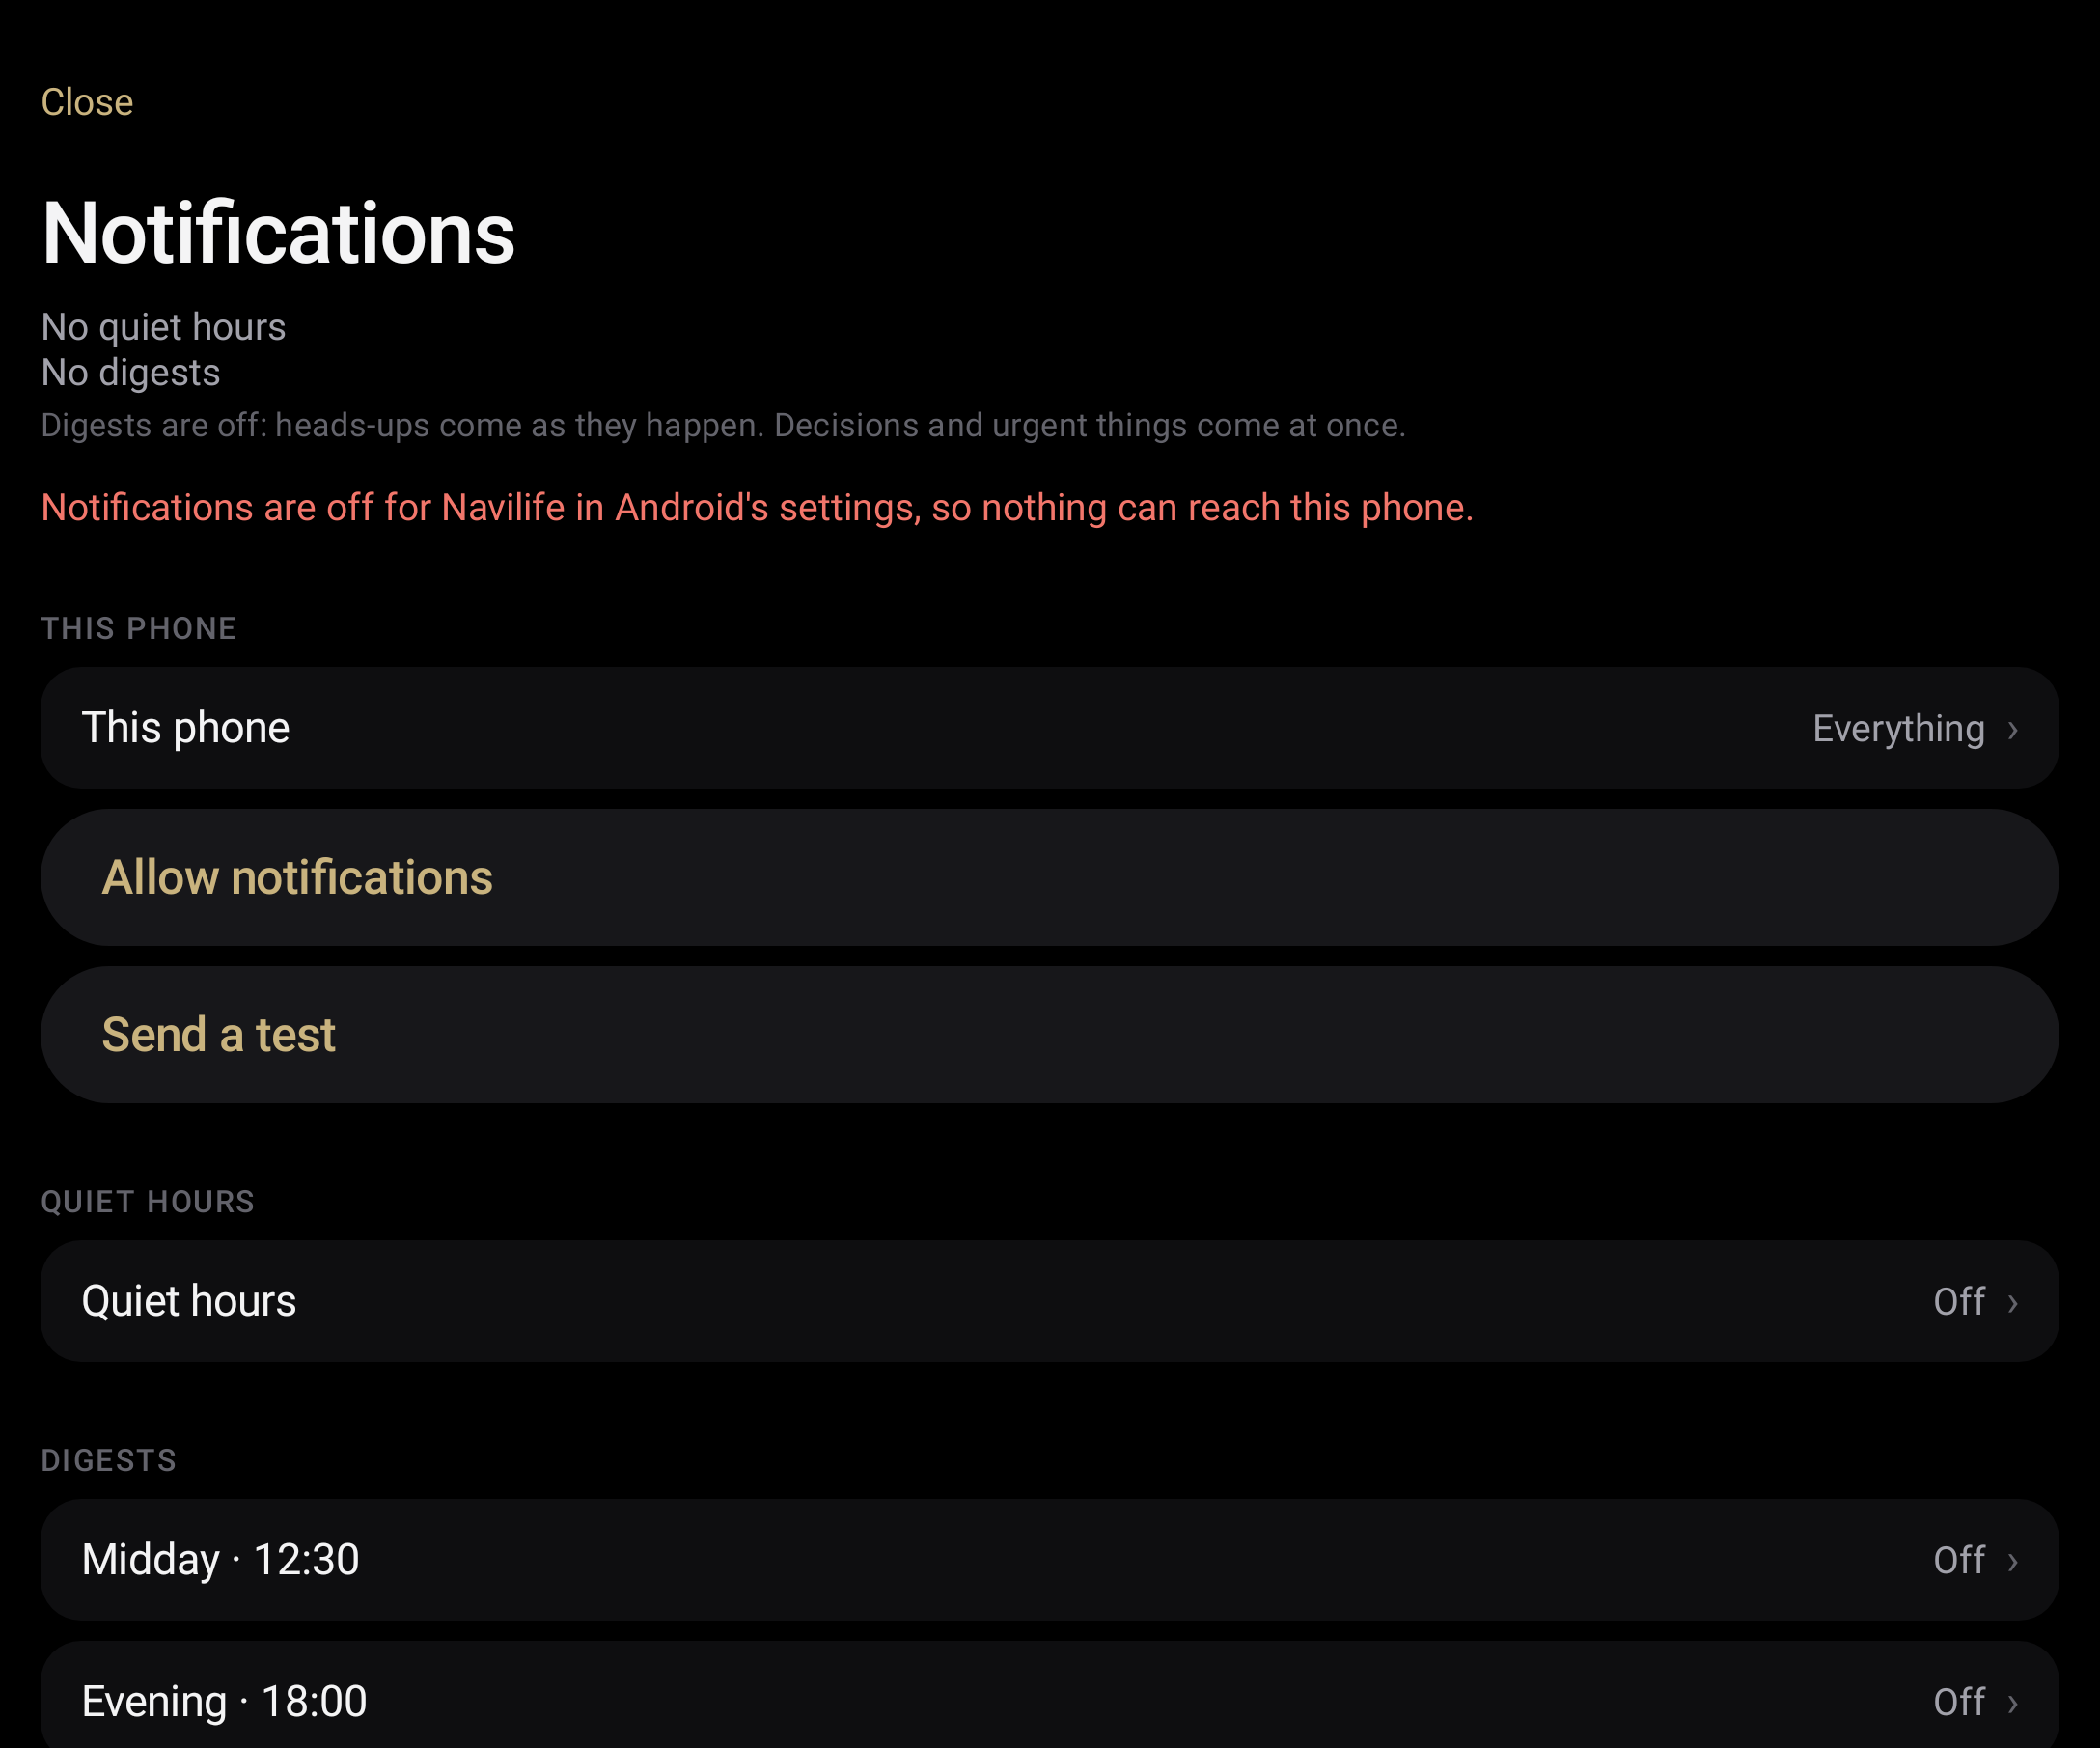 Close
Notifications
No quiet hours
No digests
Digests are off: heads-ups come as they happen. Decisions and urgent things come at once.
Notifications are off for Navilife in Android's settings, so nothing can reach this phone.
THIS PHONE
This phone Everything ›
Allow notifications
Send a test
QUIET HOURS
Quiet hours Off ›
DIGESTS
Midday · 12:30 Off ›
Evening · 18:00 Off ›